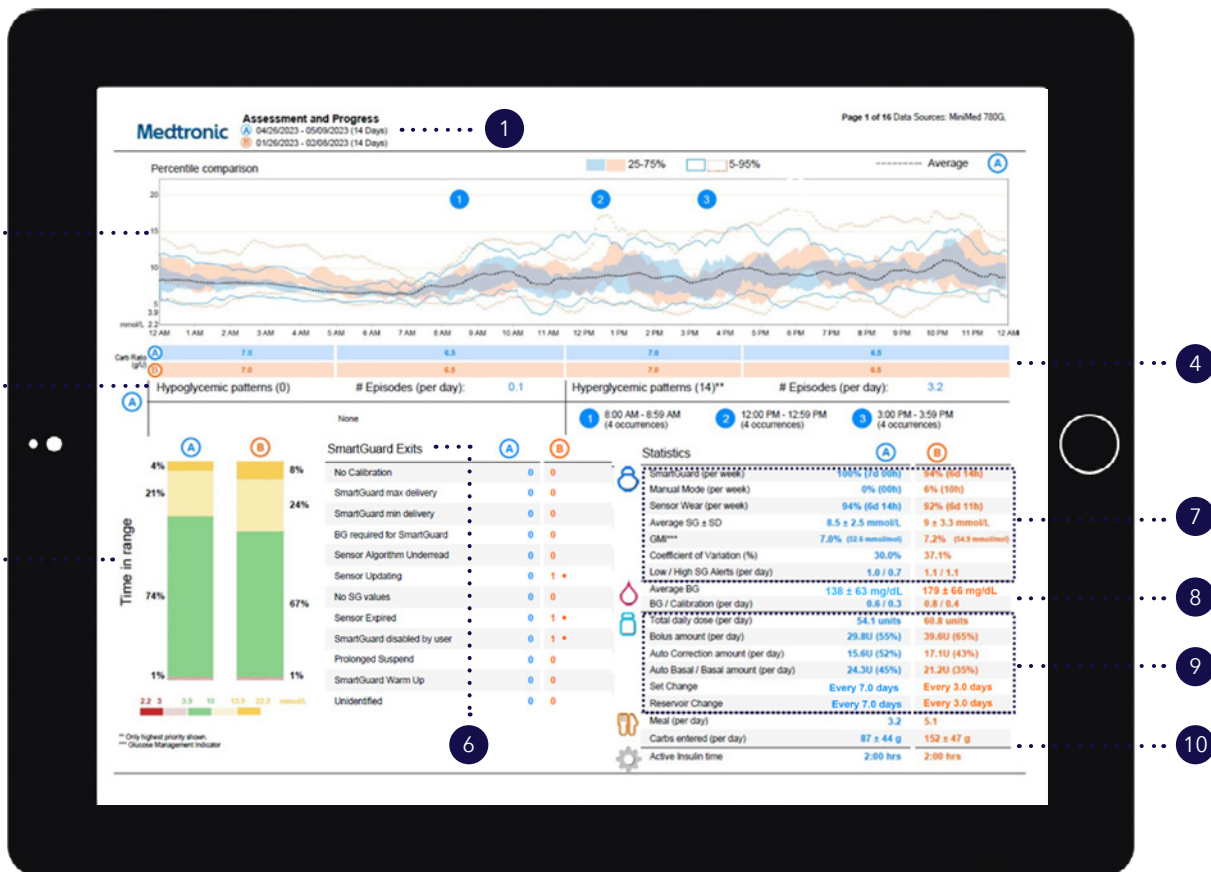 Medtronic
Assessment and Progress
A 04/26/2023 - 05/09/2023 (14 Days)
B 01/26/2023 - 02/08/2023 (14 Days)
1
Page 1 of 16 Data Sources: MiniMed 780G,
Percentile comparison
25-75%
5-95%
Average
A
20
15
10
5
3.9
2.2
mmol/L
1 2 3
12 AM 1 AM 2 AM 3 AM 4 AM 5 AM 6 AM 7 AM 8 AM 9 AM 10 AM 11 AM 12 PM 1 PM 2 PM 3 PM 4 PM 5 PM 6 PM 7 PM 8 PM 9 PM 10 PM 11 PM 12 AM
Carb Ratio (g/U)
A 7.0 6.5 7.0 6.5
B 7.0 6.5 7.0 6.5
4
A
Hypoglycemic patterns (0) # Episodes (per day): 0.1
None
Hyperglycemic patterns (14)** # Episodes (per day): 3.2
1 8:00 AM - 8:59 AM (4 occurrences)
2 12:00 PM - 12:59 PM (4 occurrences)
3 3:00 PM - 3:59 PM (4 occurrences)
Time in range
A B
4% 8%
21% 24%
74% 67%
1% 1%
2.2 3 3.9 10 13.9 22.2 mmol/L
** Only highest priority shown.
*** Glucose Management Indicator
SmartGuard Exits A B
No Calibration 0 0
SmartGuard max delivery 0 0
SmartGuard min delivery 0 0
BG required for SmartGuard 0 0
Sensor Algorithm Underread 0 0
Sensor Updating 0 1 •
No SG values 0 0
Sensor Expired 0 1 •
SmartGuard disabled by user 0 1 •
Prolonged Suspend 0 0
SmartGuard Warm Up 0 0
Unidentified 0 0
6
Statistics A B
SmartGuard (per week) 100% (7d 00h) 94% (6d 14h)
Manual Mode (per week) 0% (00h) 6% (10h)
Sensor Wear (per week) 94% (6d 14h) 92% (6d 11h)
Average SG ± SD 8.5 ± 2.5 mmol/L 9 ± 3.3 mmol/L
GMI*** 7.0% (52.6 mmol/mol) 7.2% (54.9 mmol/mol)
Coefficient of Variation (%) 30.0% 37.1%
Low / High SG Alerts (per day) 1.0 / 0.7 1.1 / 1.1
7
Average BG 138 ± 63 mg/dL 179 ± 66 mg/dL
BG / Calibration (per day) 0.6 / 0.3 0.8 / 0.4
8
Total daily dose (per day) 54.1 units 60.8 units
Bolus amount (per day) 29.8U (55%) 39.6U (65%)
Auto Correction amount (per day) 15.6U (52%) 17.1U (43%)
Auto Basal / Basal amount (per day) 24.3U (45%) 21.2U (35%)
Set Change Every 7.0 days Every 3.0 days
Reservoir Change Every 7.0 days Every 3.0 days
9
Meal (per day) 3.2 5.1
Carbs entered (per day) 87 ± 44 g 152 ± 47 g
10
Active Insulin time 2:00 hrs 2:00 hrs